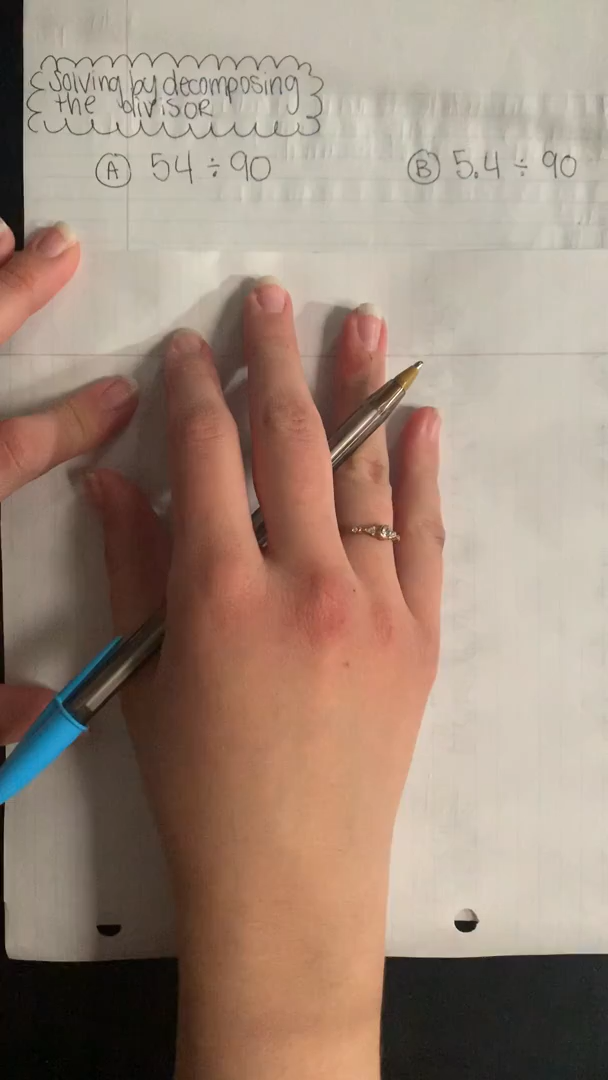 Solving by decomposing
the divisor
A 54 ÷ 90
B 5.4 ÷ 90